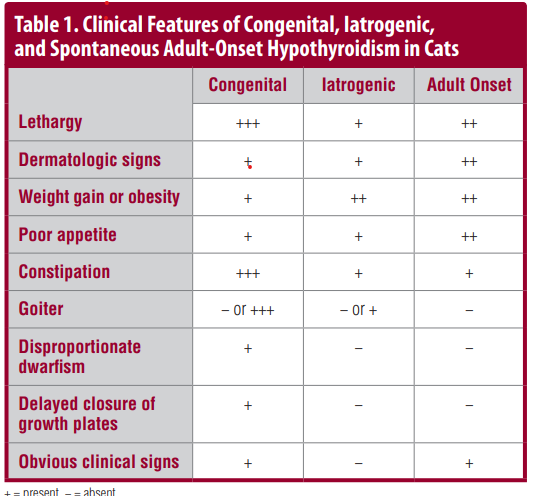 Table 1. Clinical Features of Congenital, Iatrogenic,
and Spontaneous Adult-Onset Hypothyroidism in Cats
Congenital Iatrogenic Adult Onset
Lethargy +++ + ++
Dermatologic signs + + ++
Weight gain or obesity + ++ ++
Poor appetite + + ++
Constipation +++ + +
Goiter – or +++ – or + –
Disproportionate
dwarfism + – –
Delayed closure of
growth plates + – –
Obvious clinical signs + – +
+ = present – = absent